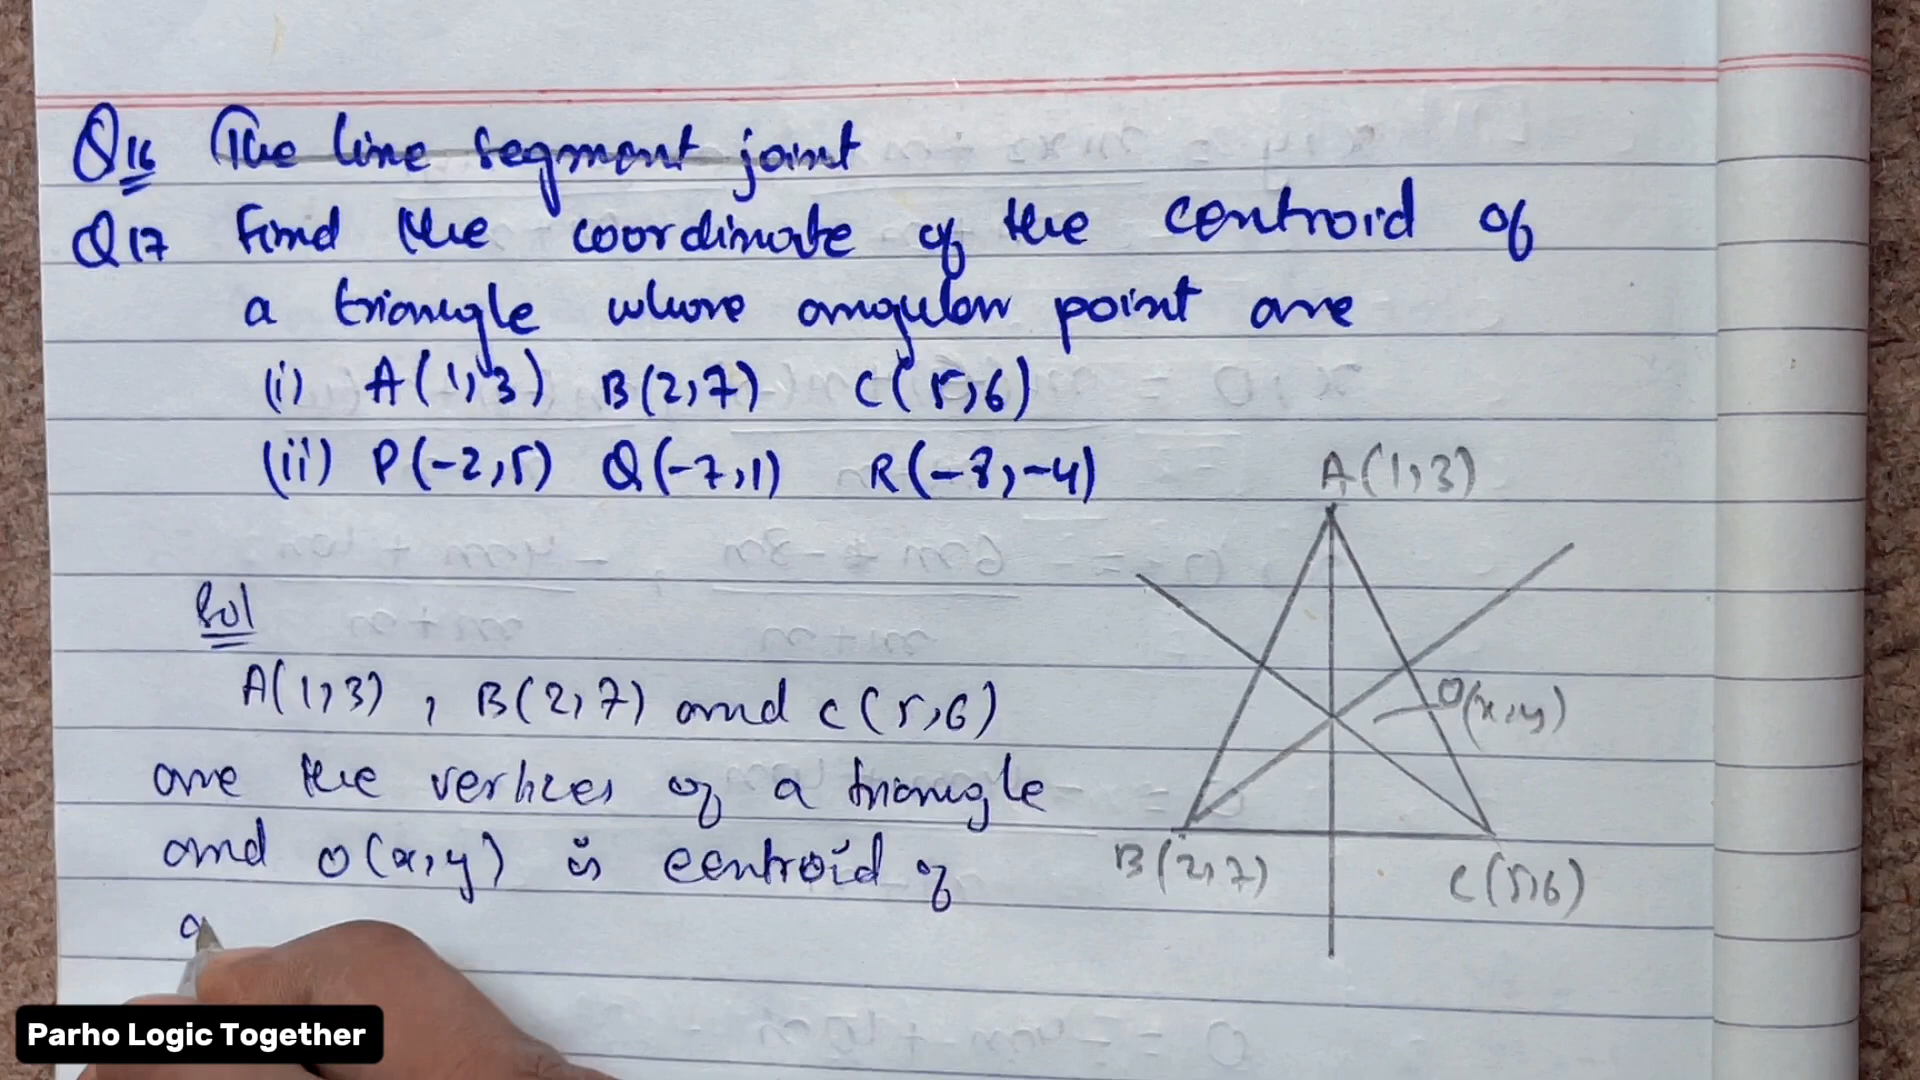 Q16 The line segment joint
Q17 Find the coordinate of the centroid of
a triangle whose angular point are
(i) A(1,3) B(2,7) C(5,6)
(ii) P(-2,5) Q(-7,1) R(-8,-4)
A(1,3)
Sol
A(1,3) , B(2,7) and C(5,6)
O(x,y)
are the vertices of a triangle
and O(x,y) is centroid of
B(2,7) C(5,6)
a
Parho Logic Together